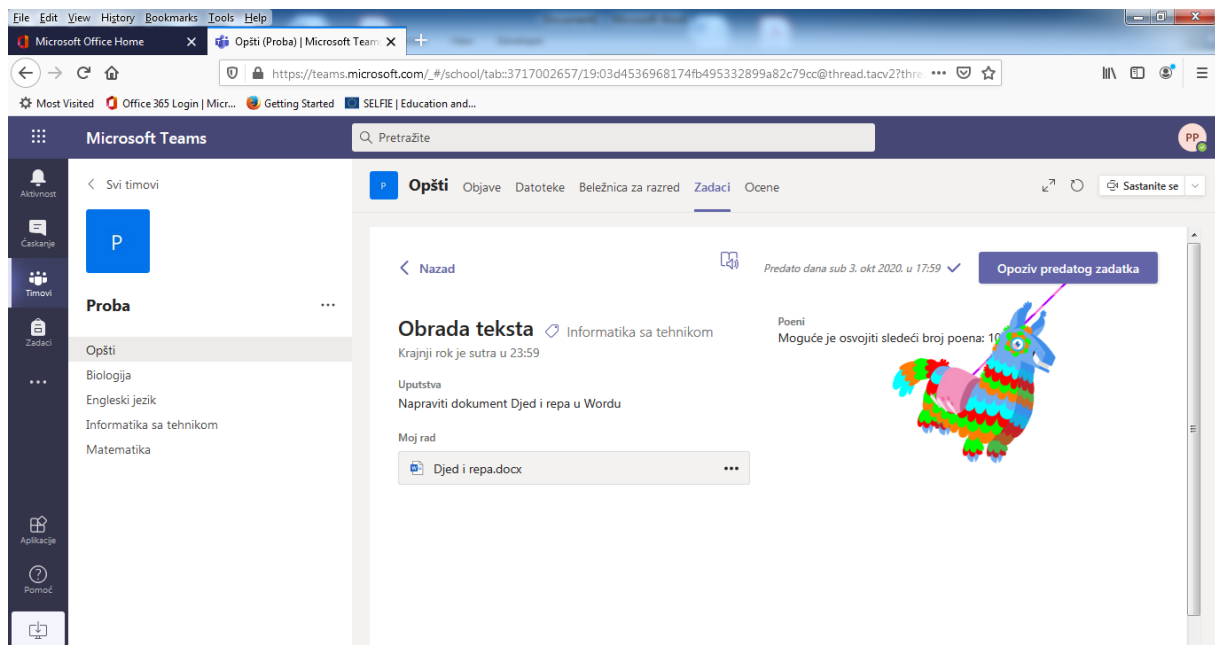 File Edit View History Bookmarks Tools Help
Microsoft Office Home
Opšti (Proba) | Microsoft Team
https://teams.microsoft.com/_#/school/tab::3717002657/19:03d4536968174fb495332899a82c79cc@thread.tacv2?thre
Most Visited Office 365 Login | Micr... Getting Started SELFIE | Education and...
Microsoft Teams
Pretražite
PP
Aktivnost
Ćaskanje
Timovi
Zadaci
Aplikacije
Pomoć
Svi timovi
P
Proba
Opšti
Biologija
Engleski jezik
Informatika sa tehnikom
Matematika
P Opšti Objave Datoteke Beležnica za razred Zadaci Ocene
Sastanite se
Nazad
Predato dana sub 3. okt 2020. u 17:59
Opoziv predatog zadatka
Obrada teksta Informatika sa tehnikom
Krajnji rok je sutra u 23:59
Uputstva
Napraviti dokument Djed i repa u Wordu
Moj rad
Djed i repa.docx
Poeni
Moguće je osvojiti sledeći broj poena: